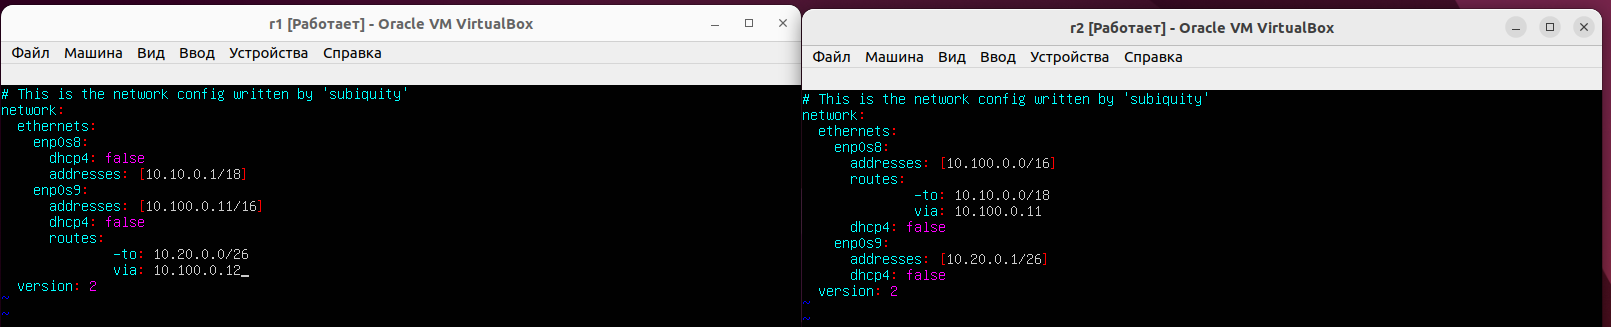 r1 [Работает] - Oracle VM VirtualBox
Файл Машина Вид Ввод Устройства Справка
# This is the network config written by 'subiquity'
network:
  ethernets:
    enp0s8:
      dhcp4: false
      addresses: [10.10.0.1/18]
    enp0s9:
      addresses: [10.100.0.11/16]
      dhcp4: false
      routes:
              -to: 10.20.0.0/26
              via: 10.100.0.12_
  version: 2
~
~
r2 [Работает] - Oracle VM VirtualBox
Файл Машина Вид Ввод Устройства Справка
# This is the network config written by 'subiquity'
network:
  ethernets:
    enp0s8:
      addresses: [10.100.0.0/16]
      routes:
              -to: 10.10.0.0/18
              via: 10.100.0.11
      dhcp4: false
    enp0s9:
      addresses: [10.20.0.1/26]
      dhcp4: false
  version: 2
~
~